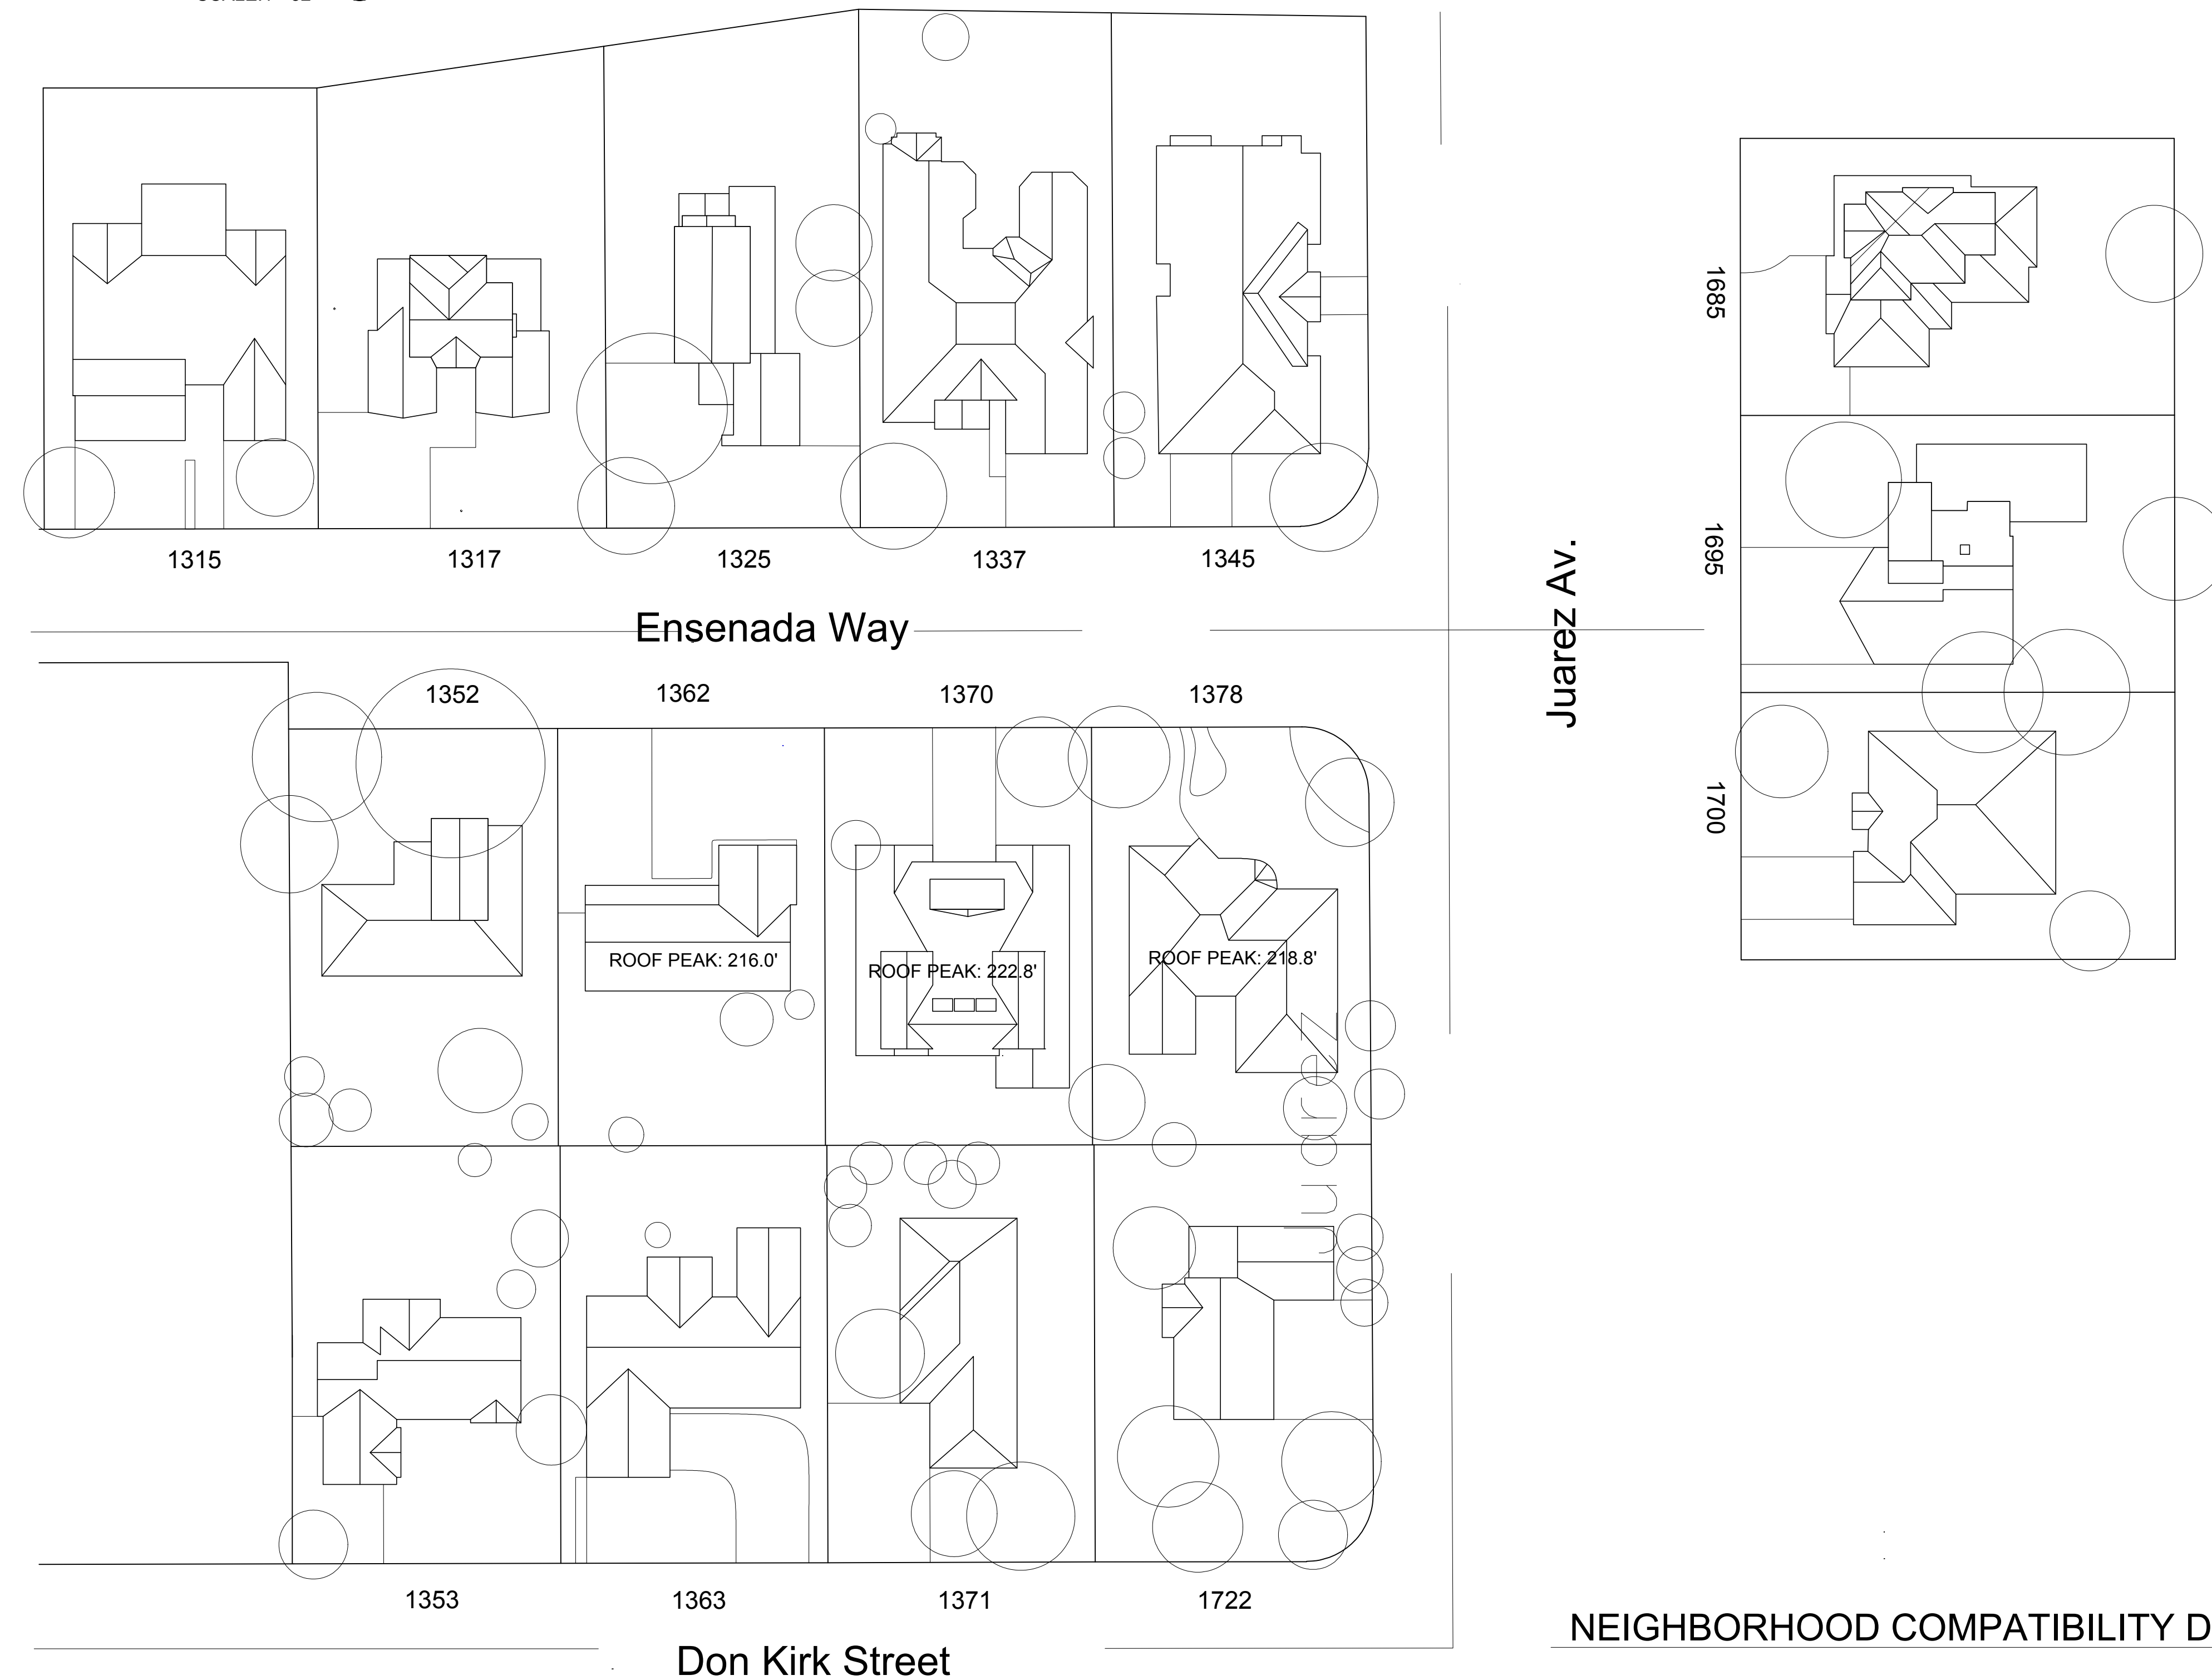 1315
1317
1325
1337
1345
Ensenada Way
1352
1362
1370
1378
Juarez Av.
1685
1695
1700
ROOF PEAK: 216.0'
ROOF PEAK: 222.8'
ROOF PEAK: 218.8'
Juarez
1353
1363
1371
1722
Don Kirk Street
NEIGHBORHOOD COMPATIBILITY D